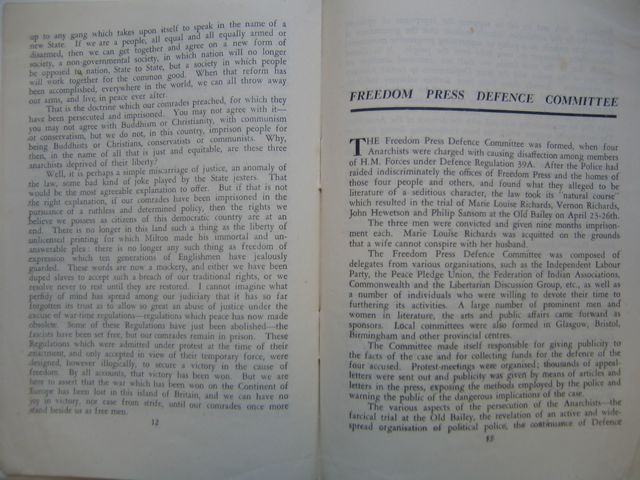 up to any gang which takes upon itself to speak in the name of a
new State. If we are a people, all equal and all equally armed or
disarmed, then we can get together and agree on a new form of
society, a non-governmental society, in which nation will no longer
be opposed to nation, State to State, but a society in which people
will work together for the common good. When that reform has
been accomplished, everywhere in the world, we can all throw away
our arms, and live in peace ever after.
That is the doctrine which our comrades preached, for which they
have been persecuted and imprisoned. You may not agree with it—
you may not agree with Buddhism or Christianity, with communism
or conservatism, but we do not, in this country, imprison people for
being Buddhists or Christians, conservatists or communists. Why,
then, in the name of all that is just and equitable, are these three
anarchists deprived of their liberty?
Well, it is perhaps a simple miscarriage of justice, an anomaly of
the law, some bad kind of joke played by the State jesters. That
would be the most agreeable explanation to offer. But if that is not
the right explanation, if our comrades have been imprisoned in the
pursuance of a ruthless and determined policy, then the rights we
believe we possess as citizens of this democratic country are at an
end. There is no longer in this land such a thing as the liberty of
unlicensed printing for which Milton made his immortal and un-
answerable plea: there is no longer any such thing as freedom of
expression which ten generations of Englishmen have jealously
guarded. These words are now a mockery, and either we have been
duped slaves to accept such a breach of our traditional rights, or we
resolve never to rest until they are restored. I cannot imagine what
perfidy of mind has spread among our judiciary that it has so far
forgotten its trust as to allow so great an abuse of justice under the
excuse of war-time regulations—regulations which peace has now made
obsolete. Some of these Regulations have just been abolished—the
fascists have been set free, but our comrades remain in prison. These
Regulations which were admitted under protest at the time of their
enactment, and only accepted in view of their temporary force, were
designed, however illogically, to secure a victory in the cause of
freedom. By all accounts, that victory has been won. But we are
here to assert that the war which has been won on the Continent of
Europe has been lost in this island of Britain, and we can have no
joy in victory, nor ease from strife, until our comrades once more
stand beside us as free men.
12
FREEDOM PRESS DEFENCE COMMITTEE
THE Freedom Press Defence Committee was formed, when four
Anarchists were charged with causing disaffection among members
of H.M. Forces under Defence Regulation 39A. After the Police had
raided indiscriminately the offices of Freedom Press and the homes of
those four people and others, and found what they alleged to be
literature of a seditious character, the law took its "natural course"
which resulted in the trial of Marie Louise Richards, Vernon Richards,
John Hewetson and Philip Sansom at the Old Bailey on April 23-26th.
The three men were convicted and given nine months imprison-
ment each. Marie Louise Richards was acquitted on the grounds
that a wife cannot conspire with her husband.
The Freedom Press Defence Committee was composed of
delegates from various organisations, such as the Independent Labour
Party, the Peace Pledge Union, the Federation of Indian Associations,
Commonwealth and the Libertarian Discussion Group, etc., as well as
a number of individuals who were willing to devote their time to
furthering its activities. A large number of prominent men and
women in literature, the arts and public affairs came forward as
sponsors. Local committees were also formed in Glasgow, Bristol,
Birmingham and other provincial centres.
The Committee made itself responsible for giving publicity to
the facts of the case and for collecting funds for the defence of the
four accused. Protest-meetings were organised; thousands of appeal-
letters were sent out and publicity was given by means of articles and
letters in the press, exposing the methods employed by the police and
warning the public of the dangerous implications of the case.
The various aspects of the persecution of the Anarchists—the
farcical trial at the Old Bailey, the revelation of an active and wide-
spread organisation of political police, the continuance of Defence
13